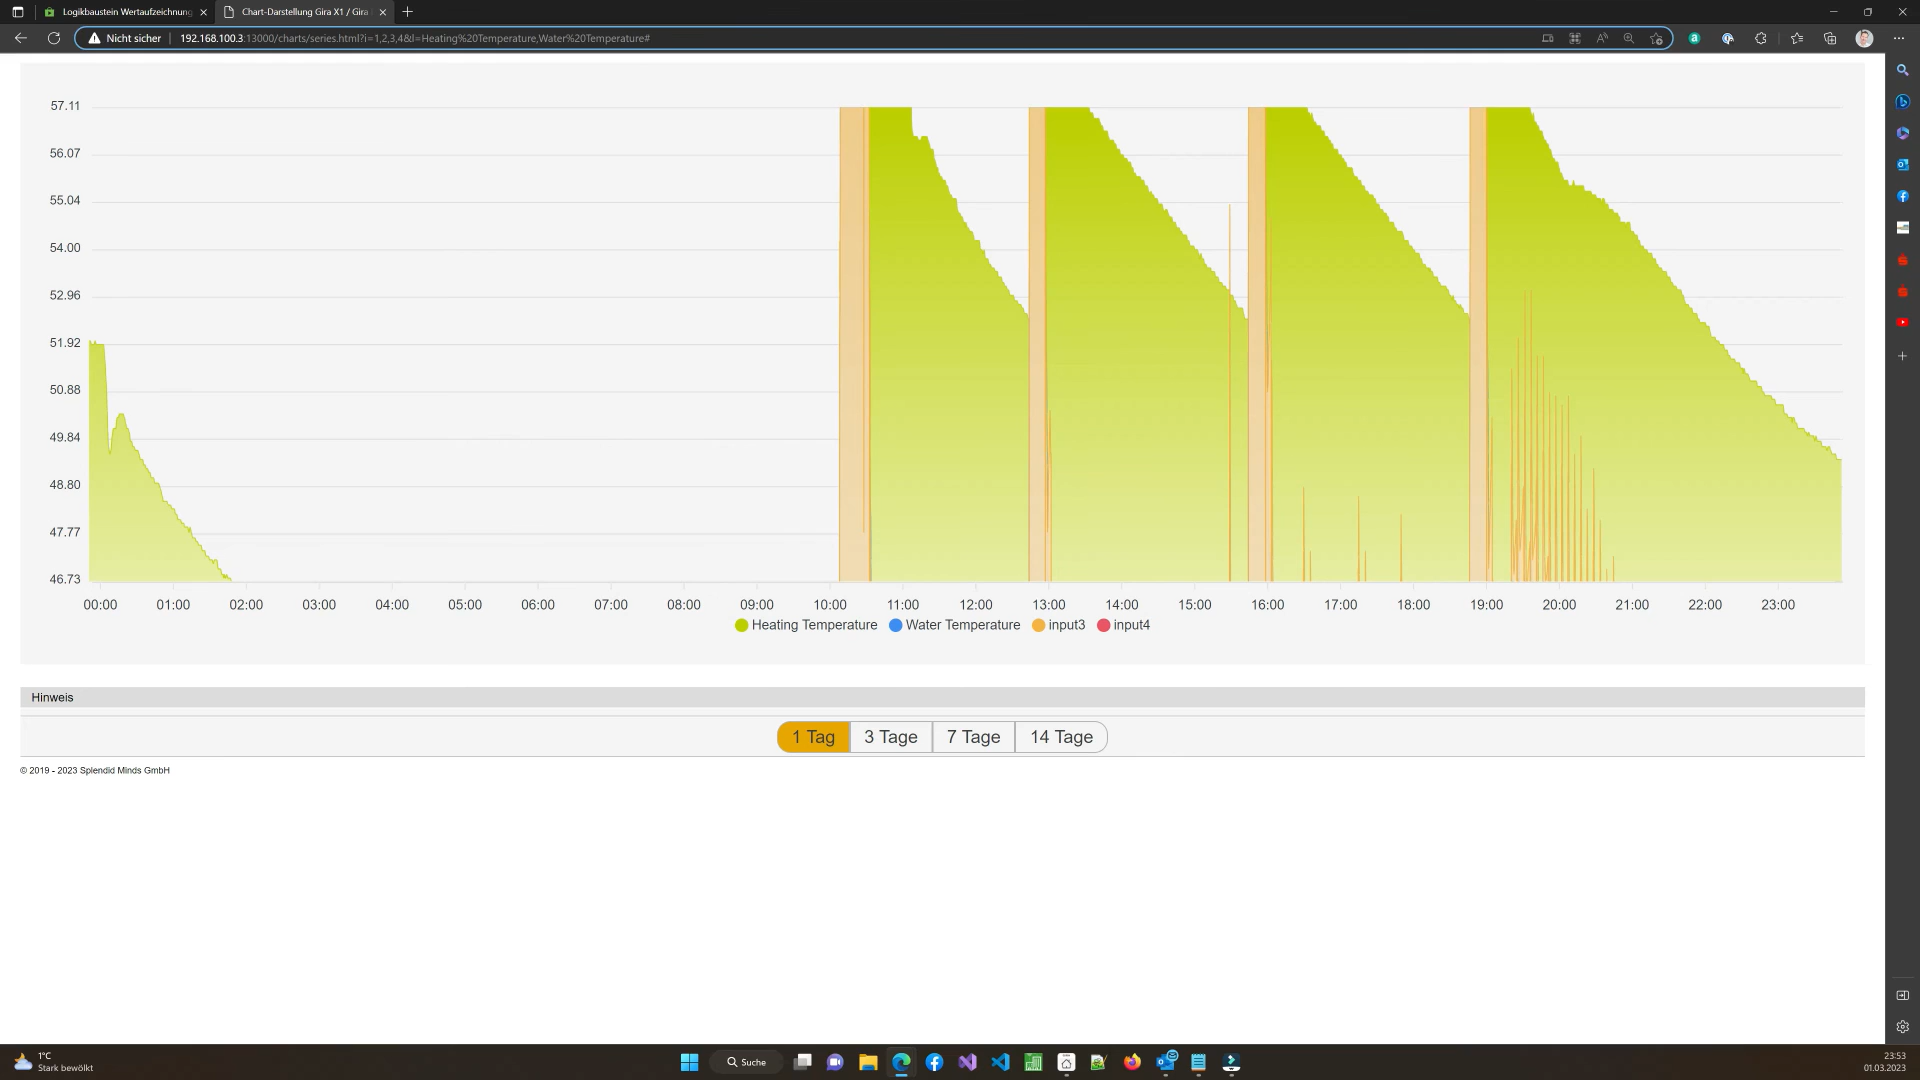 Logikbaustein Wertaufzeichnung
Chart-Darstellung Gira X1 / Gira
Nicht sicher
192.168.100.3:13000/charts/series.html?i=1,2,3,4&l=Heating%20Temperature,Water%20Temperature#
57.11
56.07
55.04
54.00
52.96
51.92
50.88
49.84
48.80
47.77
46.73
00:00 01:00 02:00 03:00 04:00 05:00 06:00 07:00 08:00 09:00 10:00 11:00 12:00 13:00 14:00 15:00 16:00 17:00 18:00 19:00 20:00 21:00 22:00 23:00
Heating Temperature Water Temperature input3 input4
Hinweis
1 Tag 3 Tage 7 Tage 14 Tage
© 2019 - 2023 Splendid Minds GmbH
1°C
Stark bewölkt
Suche
23:53
01.03.2023